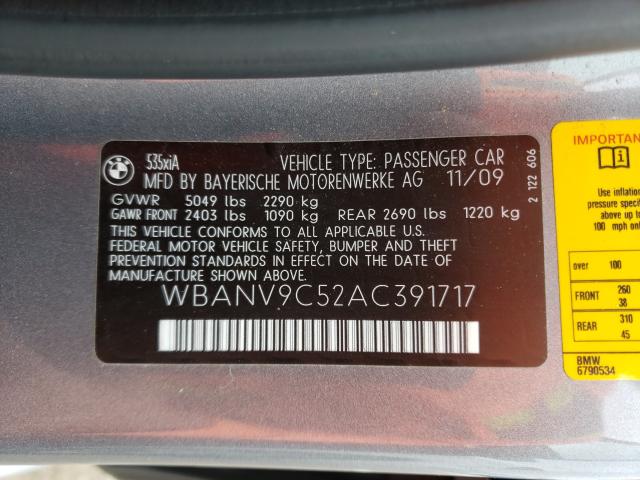 535xiA
VEHICLE TYPE: PASSENGER CAR
MFD BY BAYERISCHE MOTORENWERKE AG 11/09
GVWR 5049 lbs 2290 kg
GAWR FRONT 2403 lbs 1090 kg REAR 2690 lbs 1220 kg
THIS VEHICLE CONFORMS TO ALL APPLICABLE U.S.
FEDERAL MOTOR VEHICLE SAFETY, BUMPER AND THEFT
PREVENTION STANDARDS IN EFFECT ON THE DATE OF
MANUFACTURE SHOWN ABOVE.
WBANV9C52AC391717
2 122 606
IMPORTAN
Use inflation
pressure specif
above up to
100 mph only
over 100
FRONT 260
38
REAR 310
45
BMW
6790534